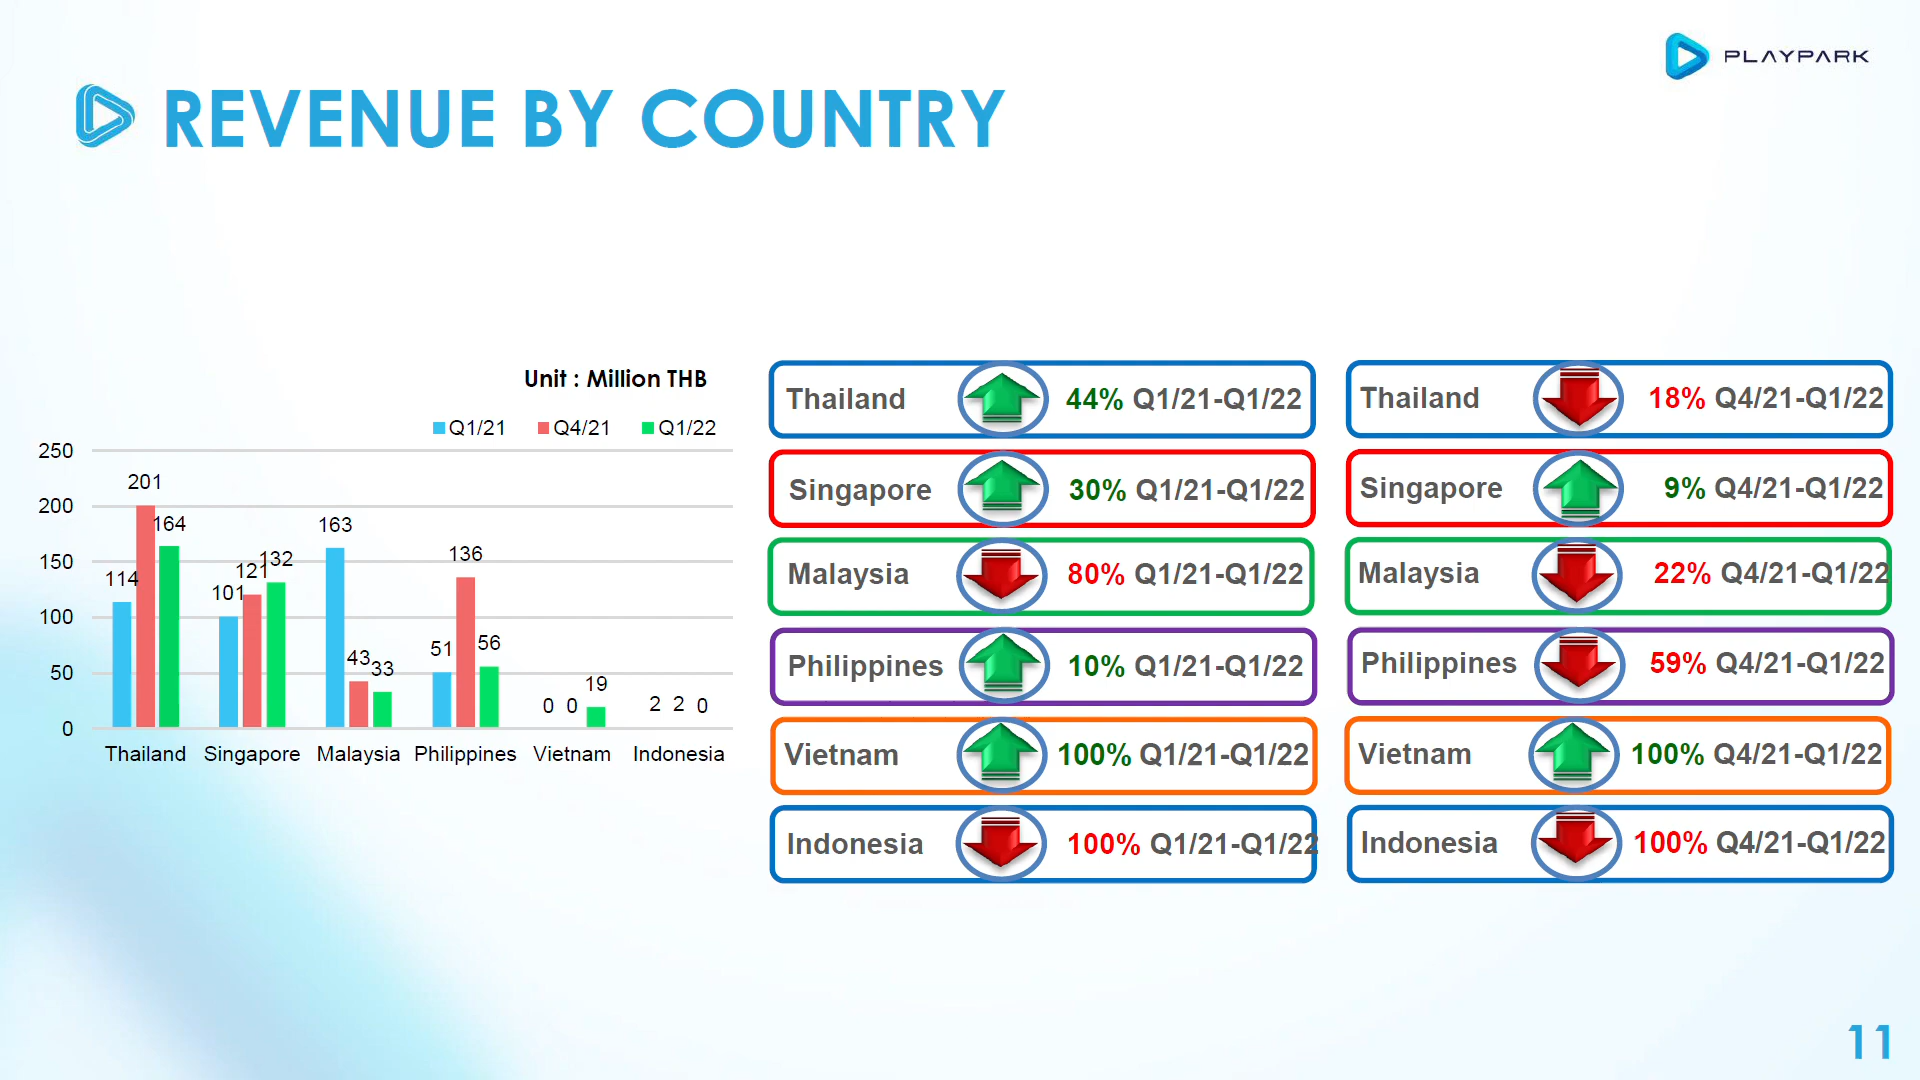 PLAYPARK
REVENUE BY COUNTRY
Unit : Million THB
Q1/21 Q4/21 Q1/22
250
200
150
100
50
0
114 201 164
101 121 132
163 43 33
51 136 56
0 0 19
2 2 0
Thailand Singapore Malaysia Philippines Vietnam Indonesia
Thailand 44% Q1/21-Q1/22
Singapore 30% Q1/21-Q1/22
Malaysia 80% Q1/21-Q1/22
Philippines 10% Q1/21-Q1/22
Vietnam 100% Q1/21-Q1/22
Indonesia 100% Q1/21-Q1/22
Thailand 18% Q4/21-Q1/22
Singapore 9% Q4/21-Q1/22
Malaysia 22% Q4/21-Q1/22
Philippines 59% Q4/21-Q1/22
Vietnam 100% Q4/21-Q1/22
Indonesia 100% Q4/21-Q1/22
11